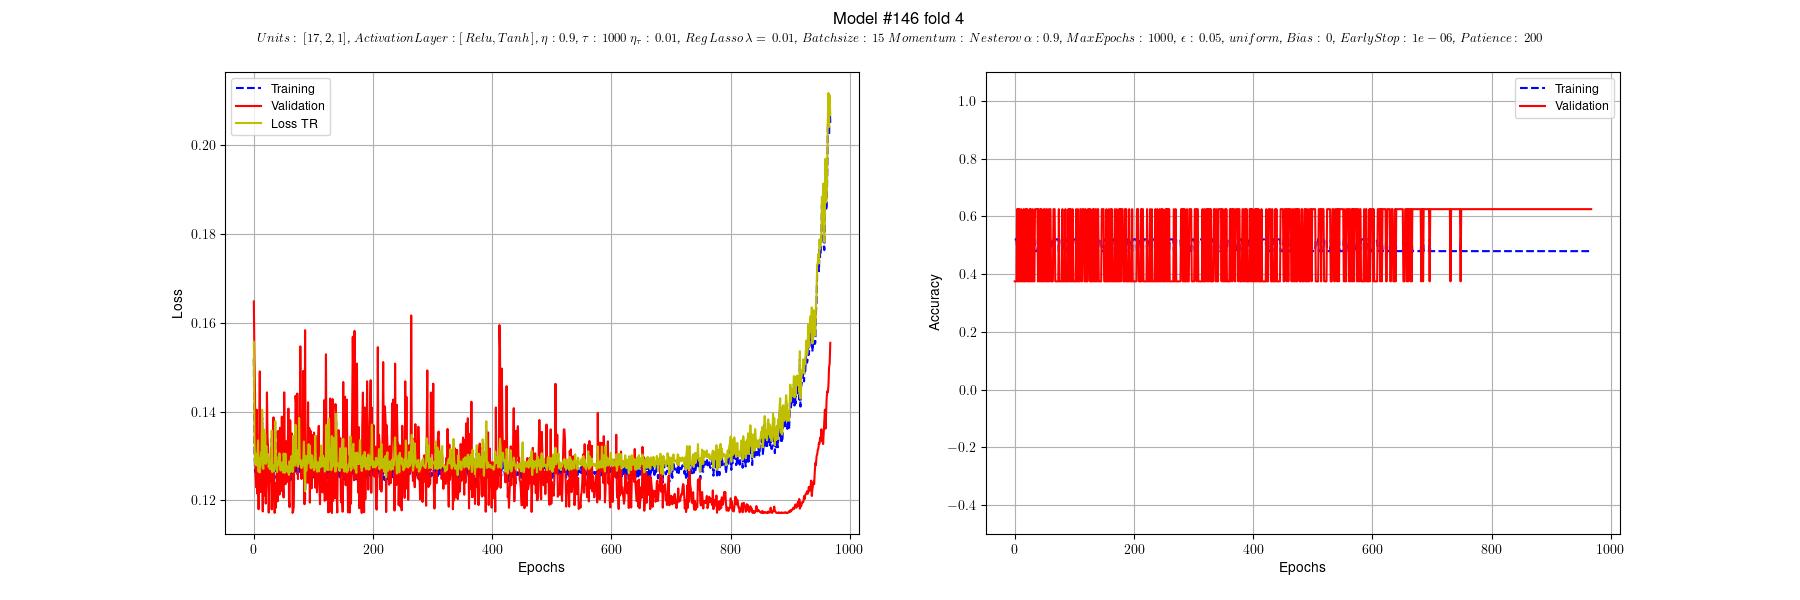 Model #146 fold 4
Units : [17, 2, 1], ActivationLayer : [ Relu, Tanh ], η : 0.9, τ : 1000 ητ : 0.01, Reg Lasso λ = 0.01, Batchsize : 15 Momentum : Nesterov α : 0.9, MaxEpochs : 1000, ϵ : 0.05, uniform, Bias : 0, EarlyStop : 1e − 06, Patience : 200
Training
Validation
Loss TR
0.20
0.18
0.16
0.14
0.12
Loss
0 200 400 600 800 1000
Epochs
Training
Validation
1.0
0.8
0.6
0.4
0.2
0.0
−0.2
−0.4
Accuracy
0 200 400 600 800 1000
Epochs